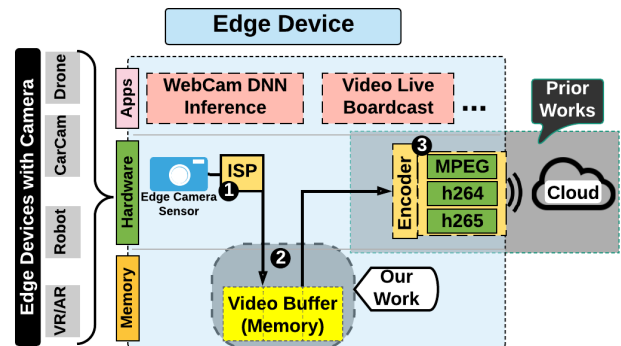 Edge Device
Edge Devices with Camera
Drone
CarCam
Robot
VR/AR
Apps
WebCam DNN
Inference
Video Live
Boardcast
...
Prior
Works
Hardware
ISP
1
Edge Camera
Sensor
Encoder
3
MPEG
h264
h265
Cloud
Memory
2
Video Buffer
(Memory)
Our
Work